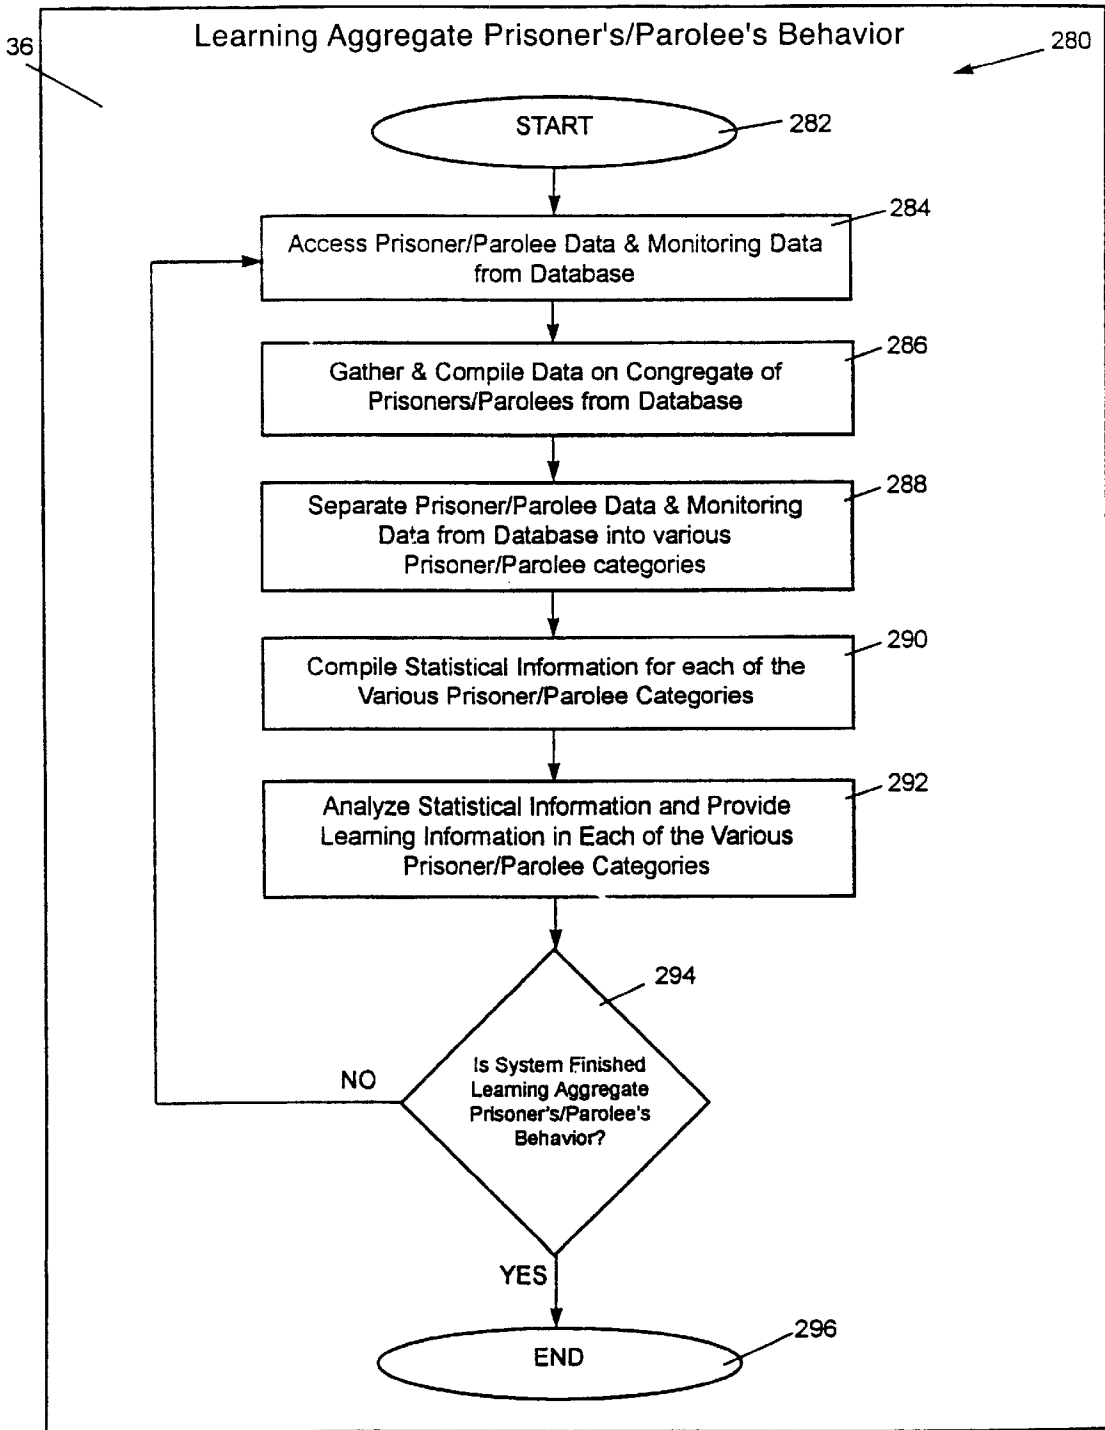 Learning Aggregate Prisoner's/Parolee's Behavior
36
280
START
282
284
Access Prisoner/Parolee Data & Monitoring Data
from Database
286
Gather & Compile Data on Congregate of
Prisoners/Parolees from Database
288
Separate Prisoner/Parolee Data & Monitoring
Data from Database into various
Prisoner/Parolee categories
290
Compile Statistical Information for each of the
Various Prisoner/Parolee Categories
292
Analyze Statistical Information and Provide
Learning Information in Each of the Various
Prisoner/Parolee Categories
294
Is System Finished
Learning Aggregate
Prisoner's/Parolee's
Behavior?
NO
YES
296
END